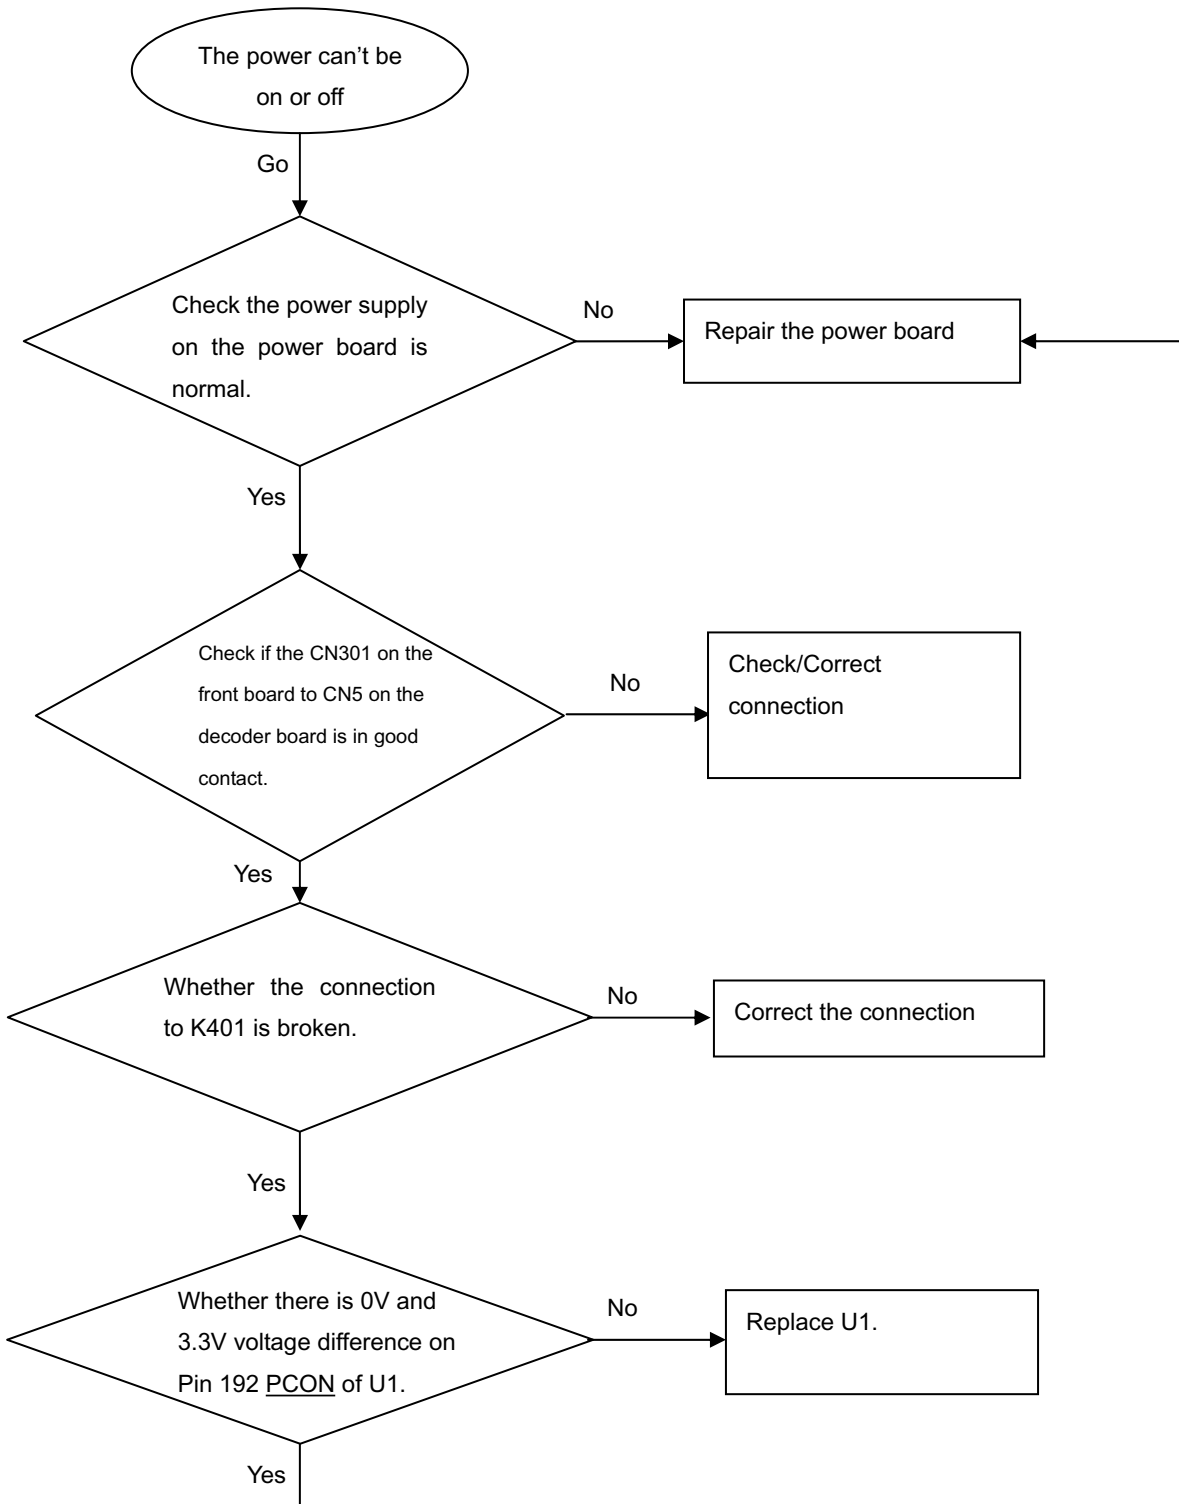 The power can’t be
on or off
Go
Check the power supply
on the power board is
normal.
No
Repair the power board
Yes
Check if the CN301 on the
front board to CN5 on the
decoder board is in good
contact.
No
Check/Correct
connection
Yes
Whether the connection
to K401 is broken.
No
Correct the connection
Yes
Whether there is 0V and
3.3V voltage difference on
Pin 192 PCON of U1.
No
Replace U1.
Yes